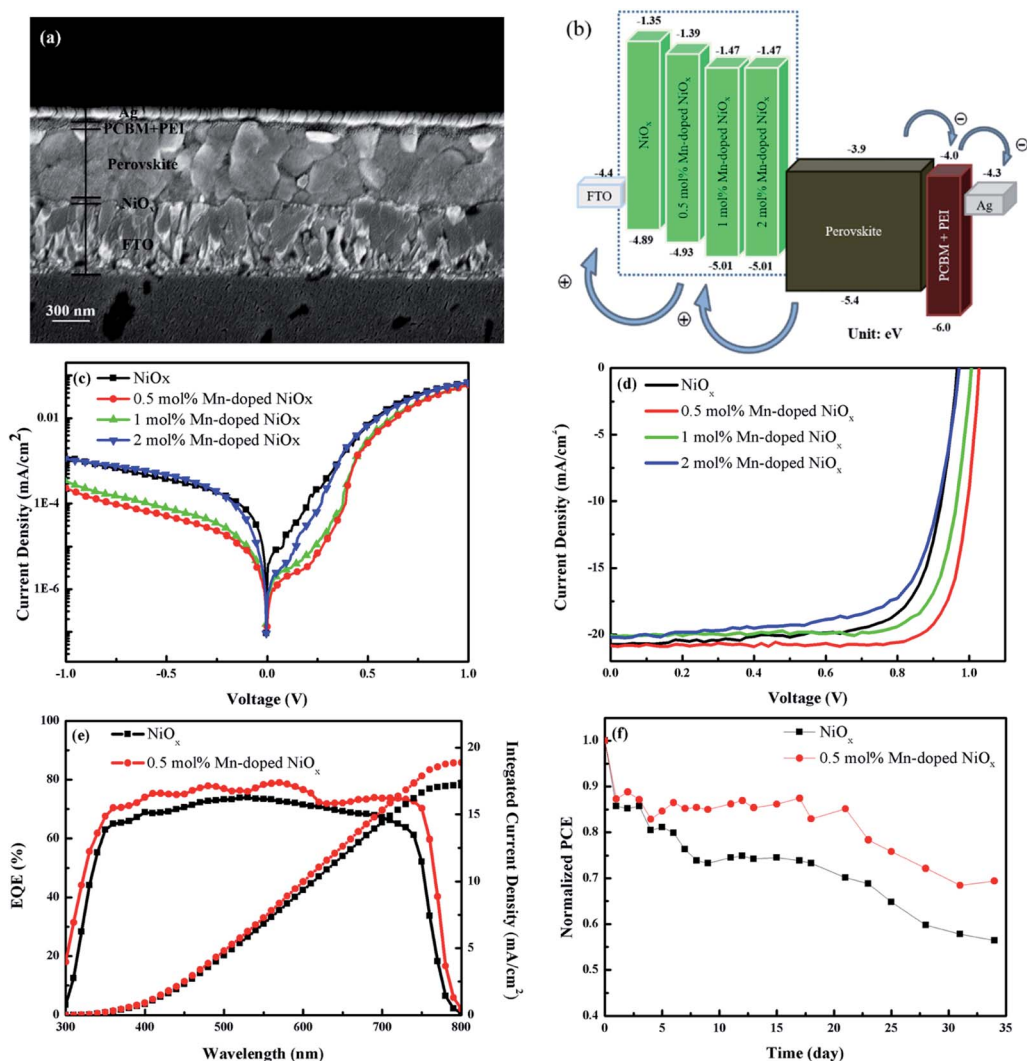 (a)
Ag
PCBM+PEI
Perovskite
NiOx
FTO
300 nm
(b)
-1.35
-1.39
-1.47
-1.47
NiOx
0.5 mol% Mn-doped NiOx
1 mol% Mn-doped NiOx
2 mol% Mn-doped NiOx
-4.4
FTO
-4.89
-4.93
-5.01
-5.01
-3.9
Perovskite
-5.4
-4.0
PCBM + PEI
-6.0
-4.3
Ag
⊕
⊕
⊖
⊖
Unit: eV
(c)
NiOx
0.5 mol% Mn-doped NiOx
1 mol% Mn-doped NiOx
2 mol% Mn-doped NiOx
Current Density (mA/cm²)
0.01
1E-4
1E-6
-1.0 -0.5 0.0 0.5 1.0
Voltage (V)
(d)
NiOx
0.5 mol% Mn-doped NiOx
1 mol% Mn-doped NiOx
2 mol% Mn-doped NiOx
Current Density (mA/cm²)
0
-5
-10
-15
-20
0.0 0.2 0.4 0.6 0.8 1.0
Voltage (V)
(e)
NiOx
0.5 mol% Mn-doped NiOx
EQE (%)
100
80
60
40
20
0
Integated Current Density (mA/cm²)
20
15
10
5
0
300 400 500 600 700 800
Wavelength (nm)
(f)
NiOx
0.5 mol% Mn-doped NiOx
Normalized PCE
1.0
0.9
0.8
0.7
0.6
0.5
0.4
0 5 10 15 20 25 30 35
Time (day)